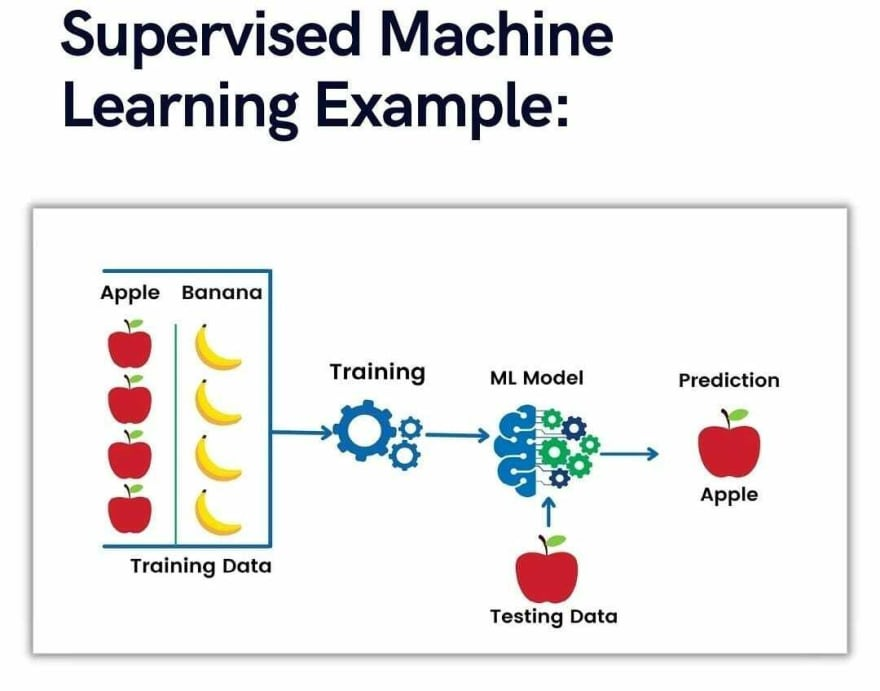 Supervised Machine
Learning Example:
Apple Banana
Training Data
Training
ML Model
Testing Data
Prediction
Apple